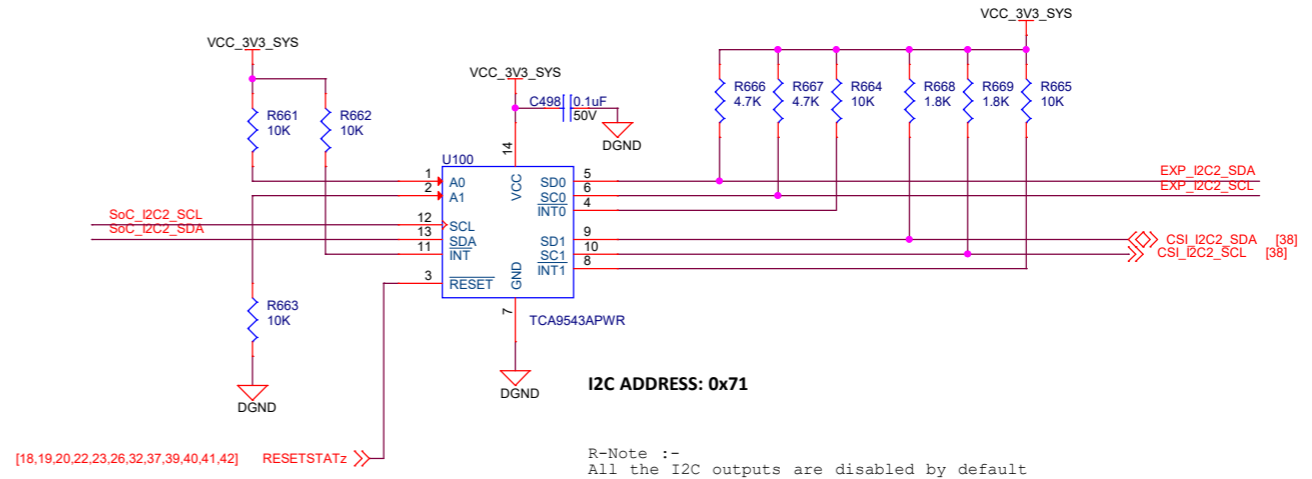 VCC_3V3_SYS
VCC_3V3_SYS
VCC_3V3_SYS
R661
10K
R662
10K
C498
0.1uF
50V
DGND
R666
4.7K
R667
4.7K
R664
10K
R668
1.8K
R669
1.8K
R665
10K
U100
14
VCC
1
A0
2
A1
12
SCL
13
SDA
11
INT
3
RESET
GND
7
SD0
5
SC0
6
INT0
4
SD1
9
SC1
10
INT1
8
TCA9543APWR
SoC_I2C2_SCL
SoC_I2C2_SDA
EXP_I2C2_SDA
EXP_I2C2_SCL
CSI_I2C2_SDA [38]
CSI_I2C2_SCL [38]
R663
10K
DGND
DGND
I2C ADDRESS: 0x71
[18,19,20,22,23,26,32,37,39,40,41,42] RESETSTATz
R-Note :-
All the I2C outputs are disabled by default